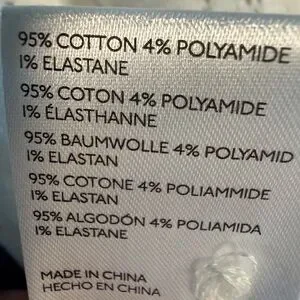 95% COTTON 4% POLYAMIDE
1% ELASTANE
95% COTON 4% POLYAMIDE
1% ÉLASTHANNE
95% BAUMWOLLE 4% POLYAMID
1% ELASTAN
95% COTONE 4% POLIAMMIDE
1% ELASTAN
95% ALGODÓN 4% POLIAMIDA
1% ELASTANE
MADE IN CHINA
HECHO EN CHINA